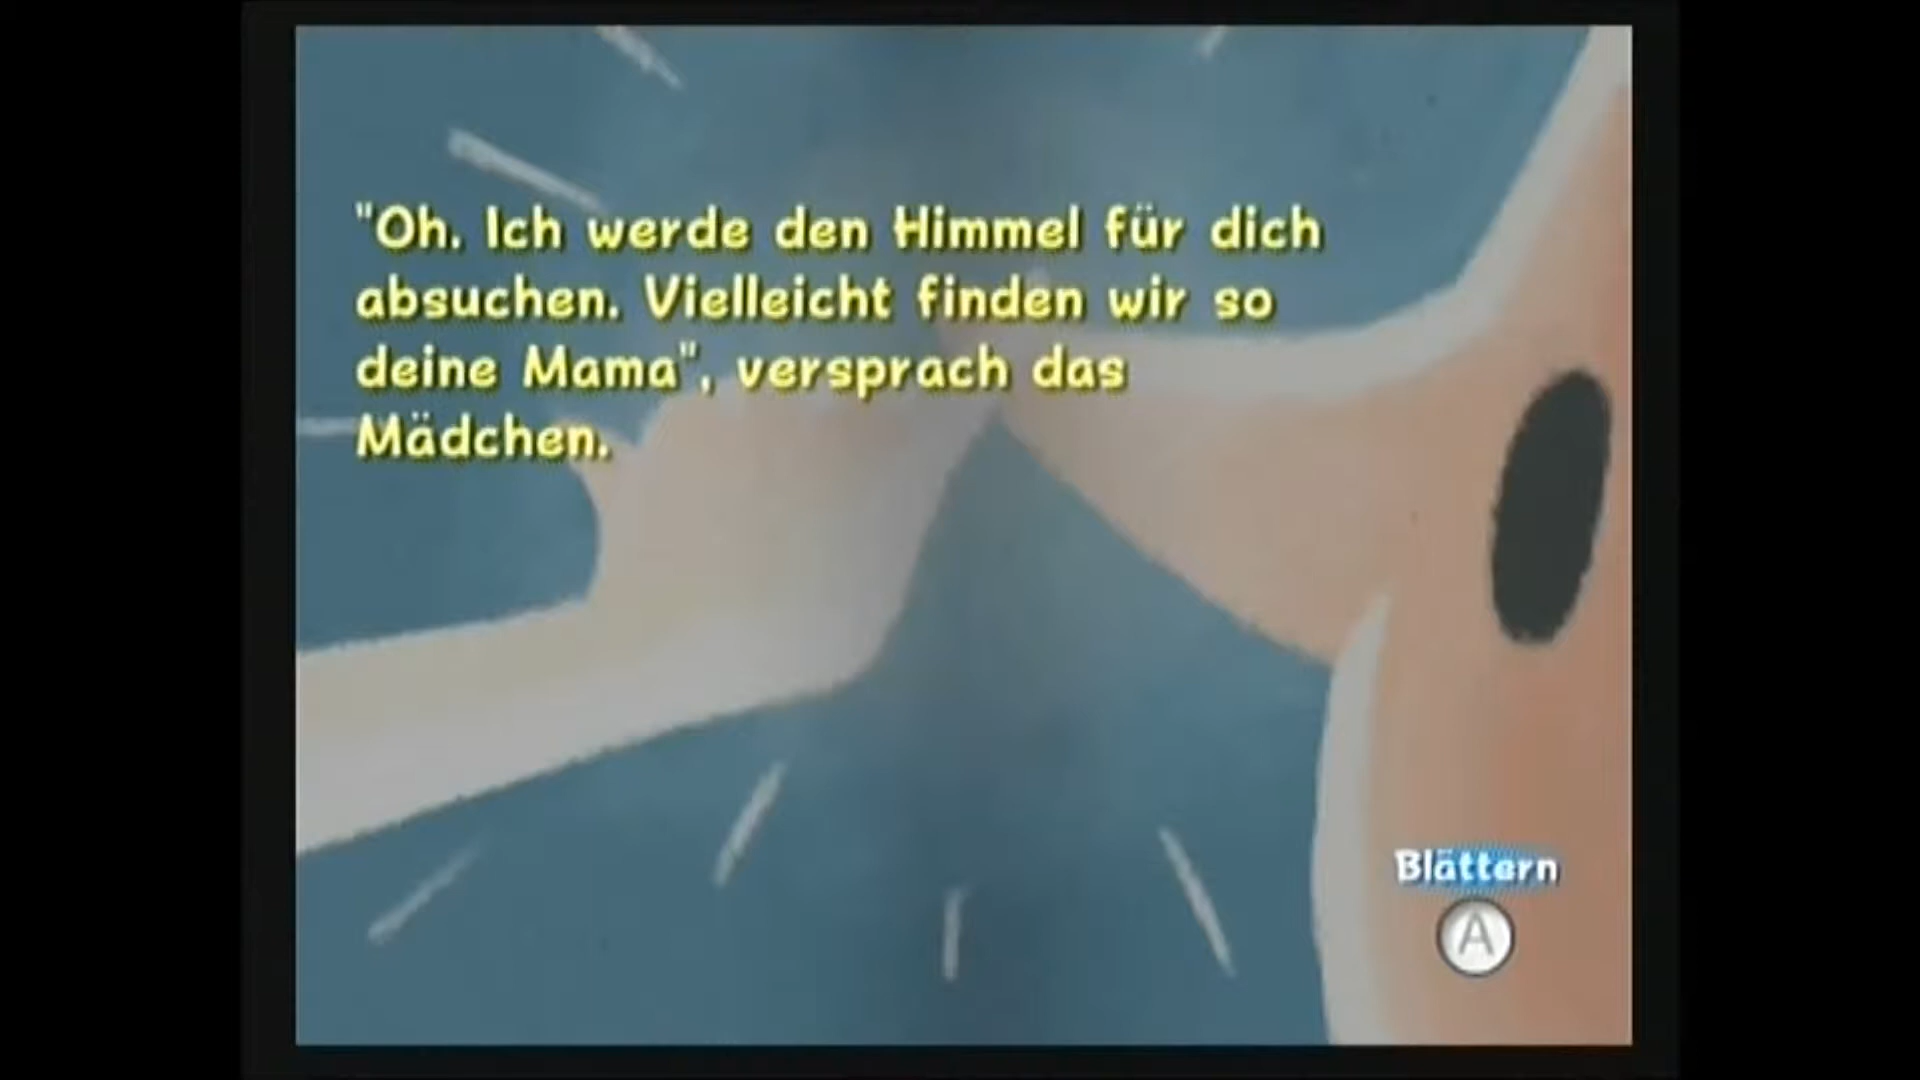 "Oh. Ich werde den Himmel für dich
absuchen. Vielleicht finden wir so
deine Mama", versprach das
Mädchen.
Blättern
A